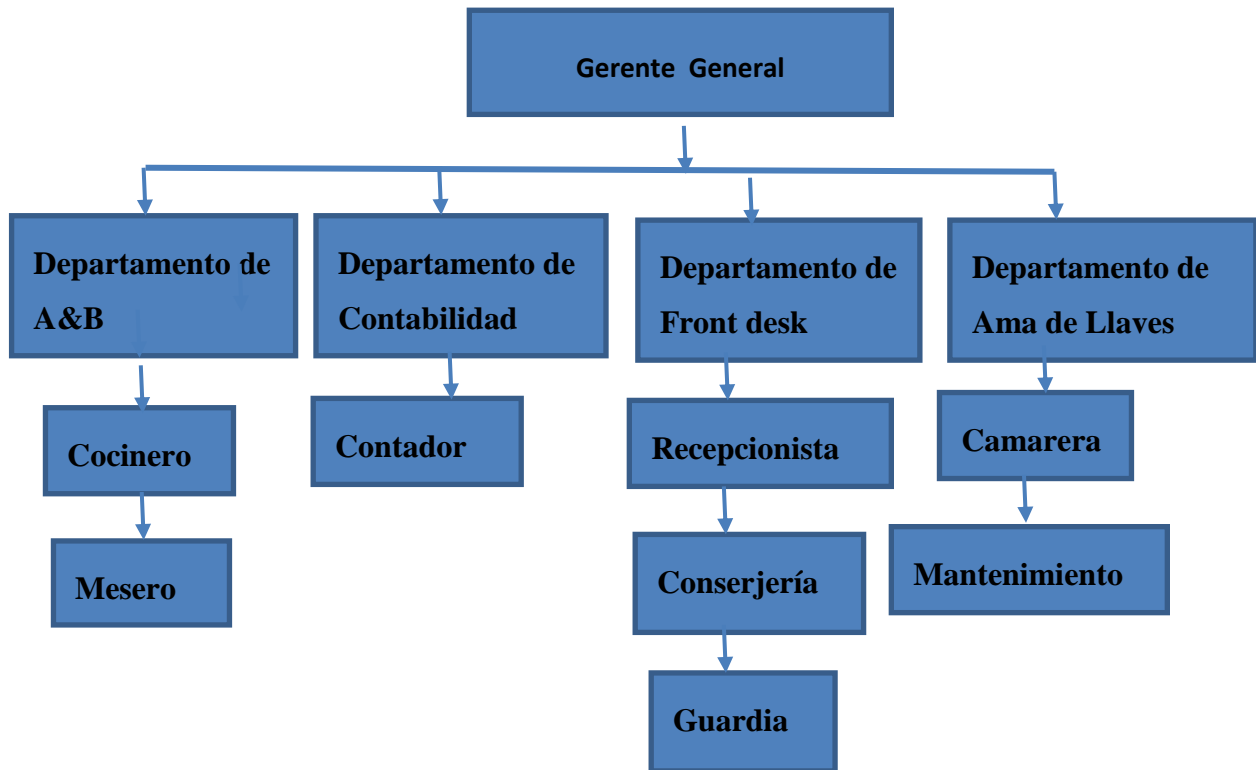 Gerente General
Departamento de
A&B
Departamento de
Contabilidad
Departamento de
Front desk
Departamento de
Ama de Llaves
Cocinero
Contador
Recepcionista
Camarera
Mesero
Conserjería
Mantenimiento
Guardia